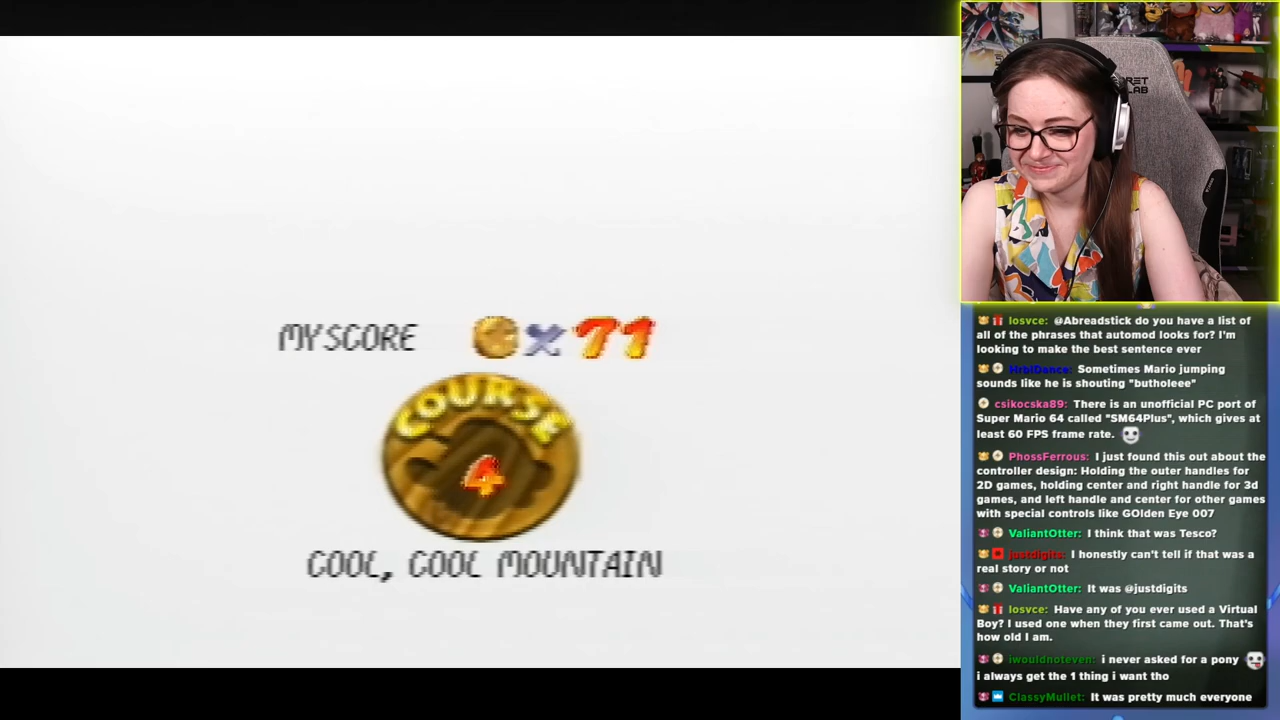 MY SCORE × 71
COURSE
4
COOL, COOL MOUNTAIN
RET
LAB
losvce: @Abreadstick do you have a list of
all of the phrases that automod looks for? I'm
looking to make the best sentence ever
HrblDance: Sometimes Mario jumping
sounds like he is shouting "butholeee"
csikocska89: There is an unofficial PC port of
Super Mario 64 called "SM64Plus", which gives at
least 60 FPS frame rate.
PhossFerrous: I just found this out about the
controller design: Holding the outer handles for
2D games, holding center and right handle for 3d
games, and left handle and center for other games
with special controls like GOlden Eye 007
ValiantOtter: I think that was Tesco?
justdigits: I honestly can't tell if that was a
real story or not
ValiantOtter: It was @justdigits
losvce: Have any of you ever used a Virtual
Boy? I used one when they first came out. That's
how old I am.
iwouldnoteven: i never asked for a pony
i always get the 1 thing i want tho
ClassyMullet: It was pretty much everyone